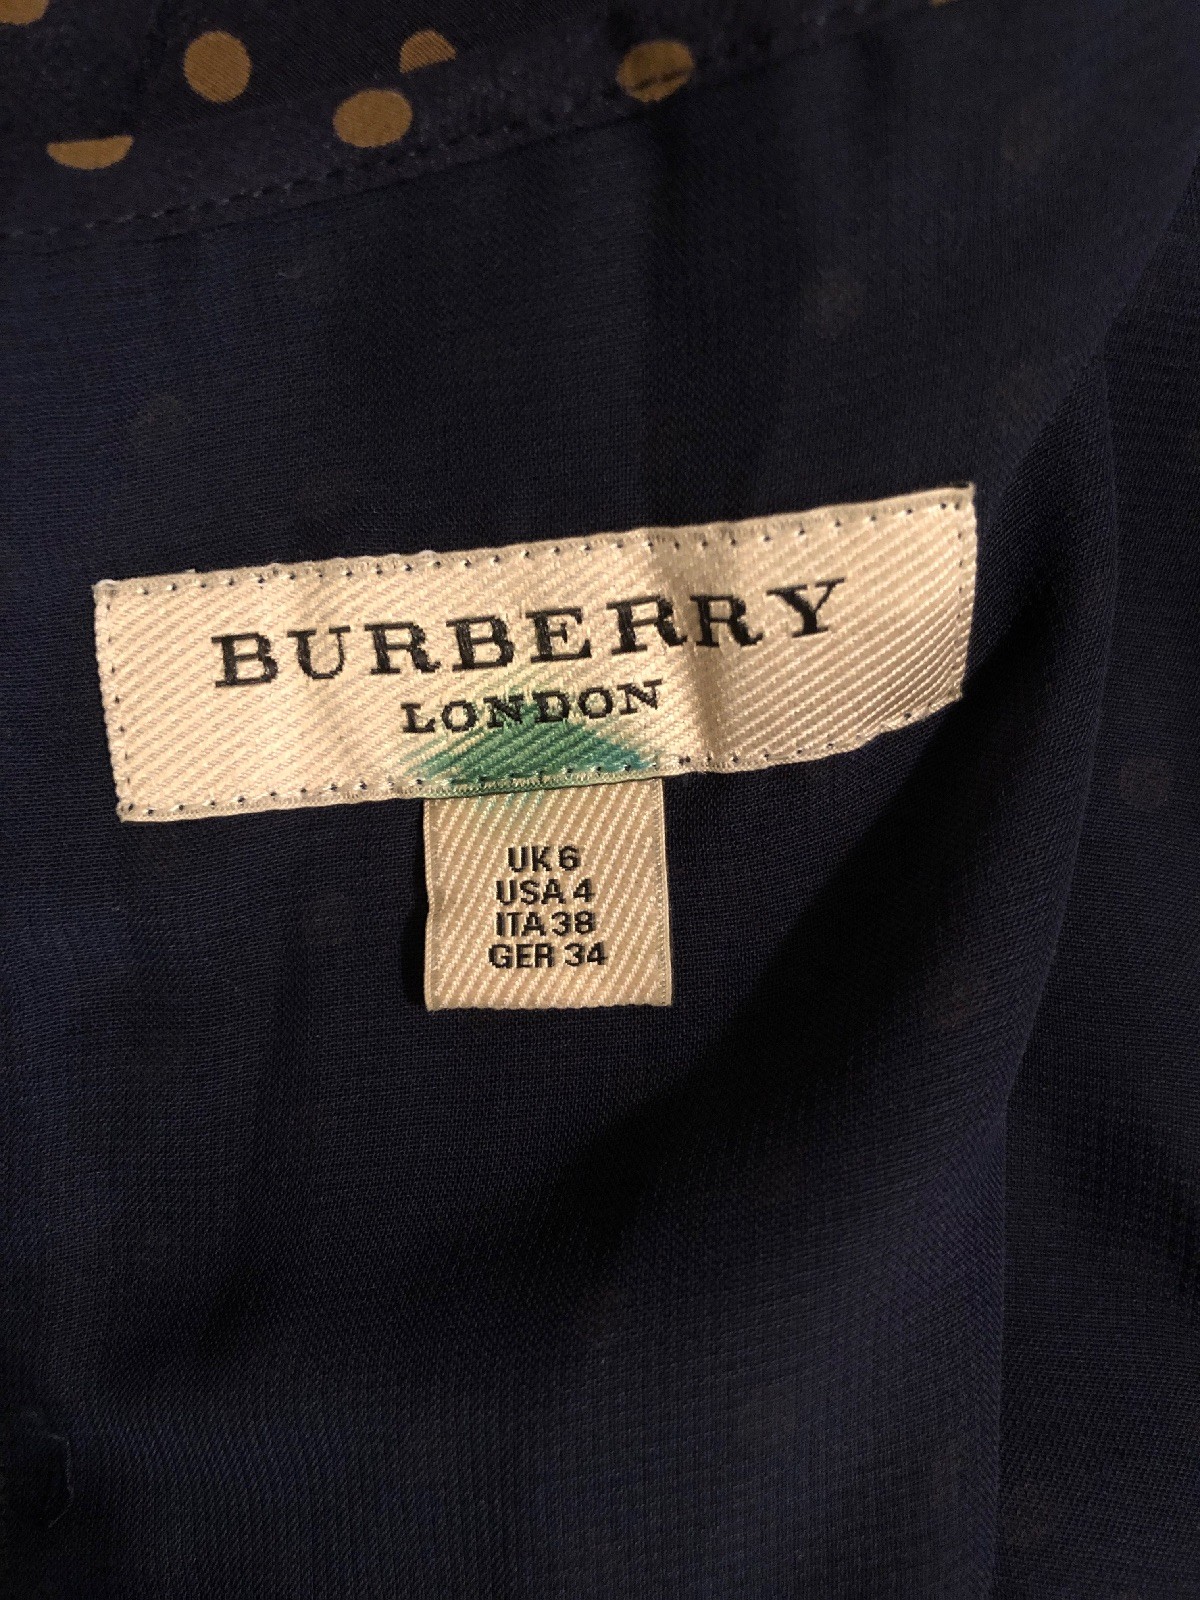 BURBERRY
LONDON
UK 6
USA 4
ITA 38
GER 34